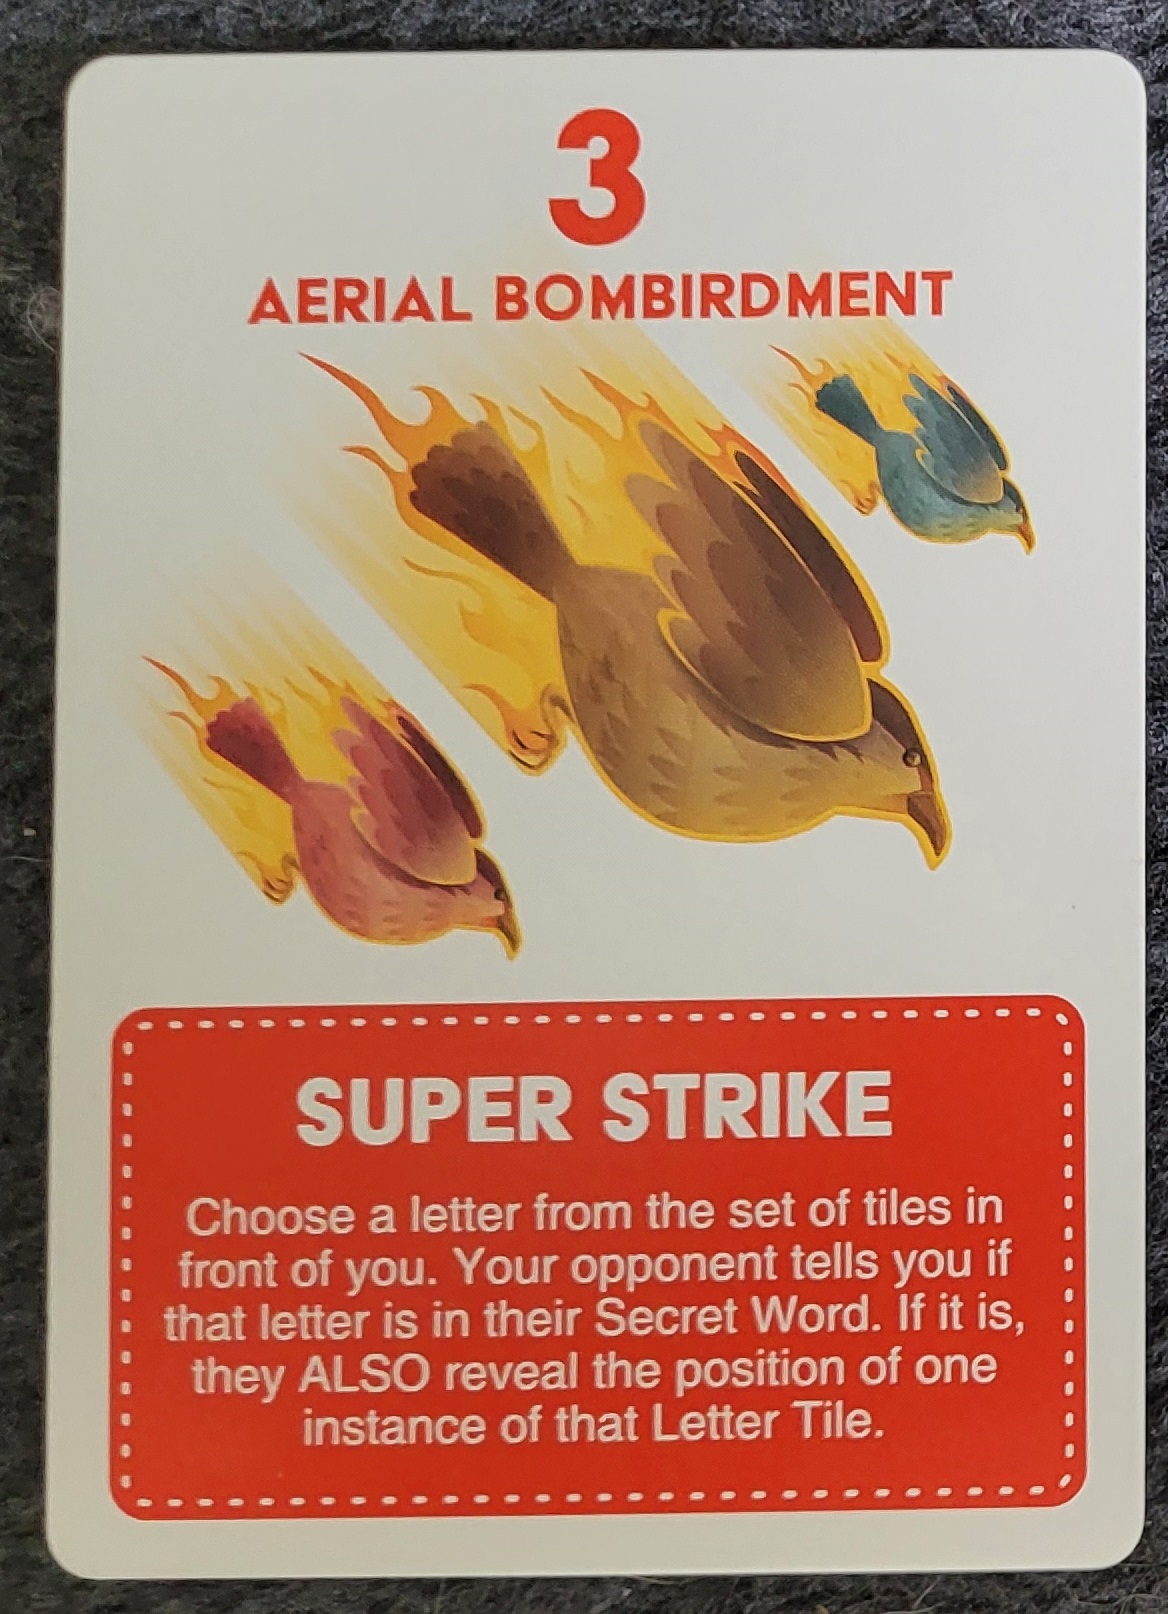 3
AERIAL BOMBIRDMENT
SUPER STRIKE
Choose a letter from the set of tiles in
front of you. Your opponent tells you if
that letter is in their Secret Word. If it is,
they ALSO reveal the position of one
instance of that Letter Tile.